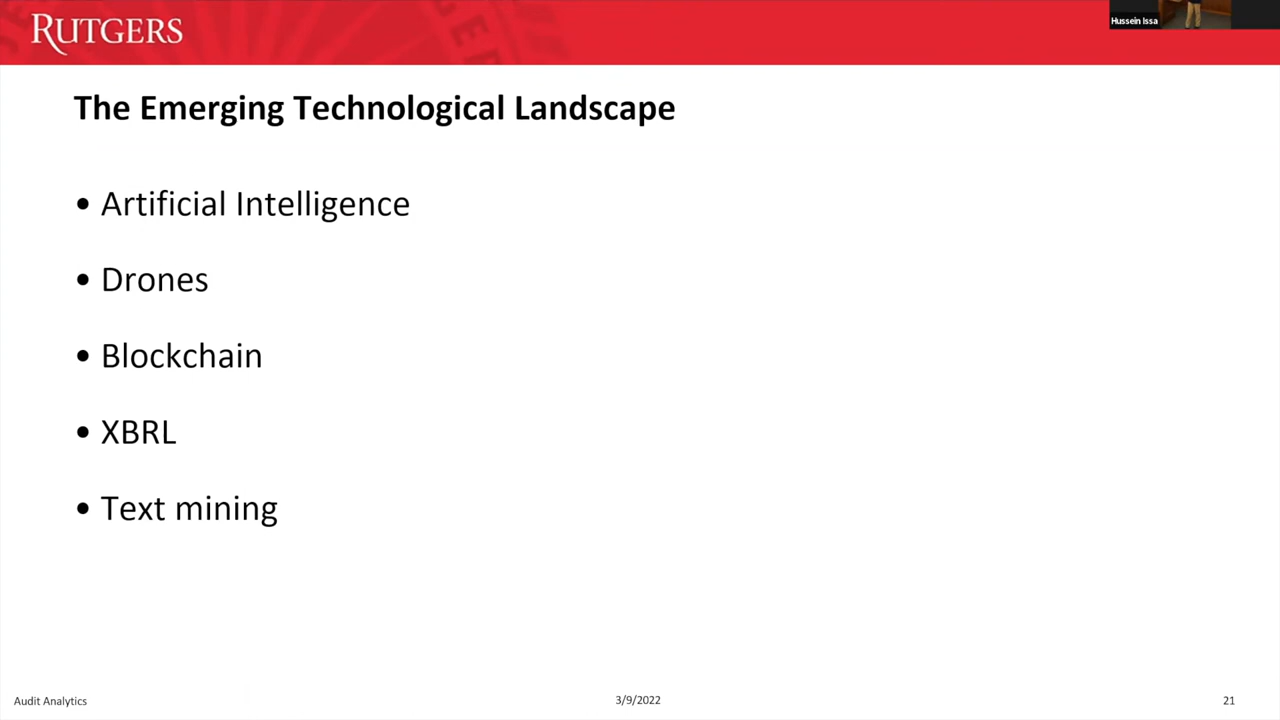 RUTGERS
Hussein Issa
The Emerging Technological Landscape
• Artificial Intelligence
• Drones
• Blockchain
• XBRL
• Text mining
Audit Analytics
3/9/2022
21